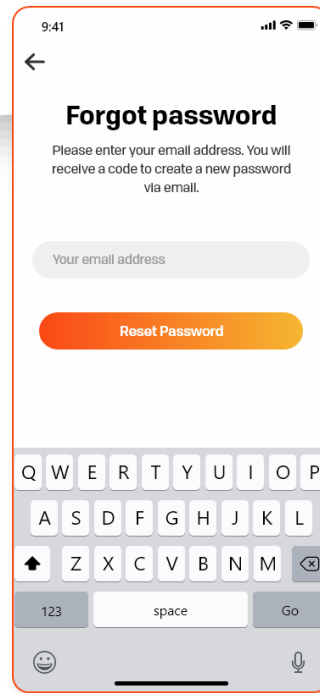 9:41
Forgot password
Please enter your email address. You will
receive a code to create a new password
via email.
Your email address
Reset Password
Q W E R T Y U I O P
A S D F G H J K L
Z X C V B N M
123 space Go